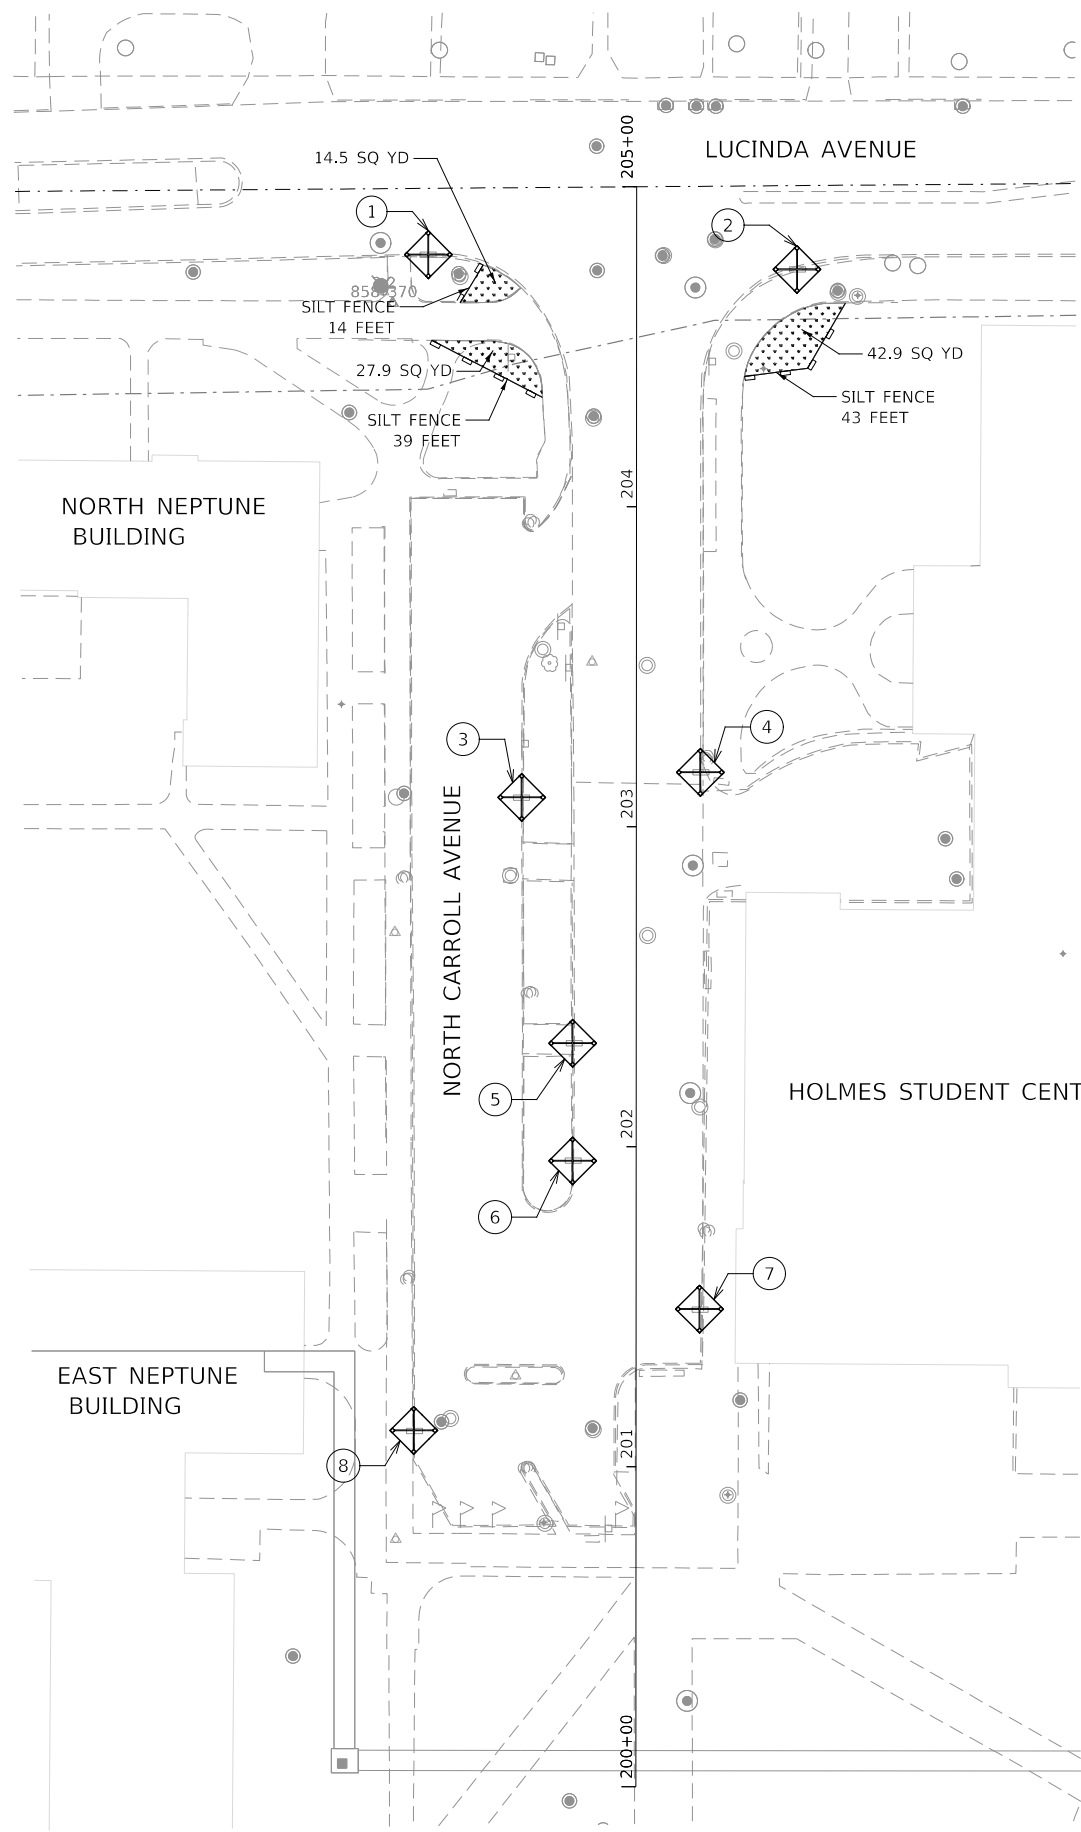 205+00
LUCINDA AVENUE
14.5 SQ YD
1
2
858-370
SILT FENCE
14 FEET
27.9 SQ YD
42.9 SQ YD
SILT FENCE
43 FEET
SILT FENCE
39 FEET
204
NORTH NEPTUNE
BUILDING
3
4
203
NORTH CARROLL AVENUE
5
HOLMES STUDENT CENT
202
6
7
EAST NEPTUNE
BUILDING
201
8
200+00